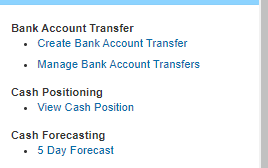 Bank Account Transfer
Create Bank Account Transfer
Manage Bank Account Transfers
Cash Positioning
View Cash Position
Cash Forecasting
5 Day Forecast